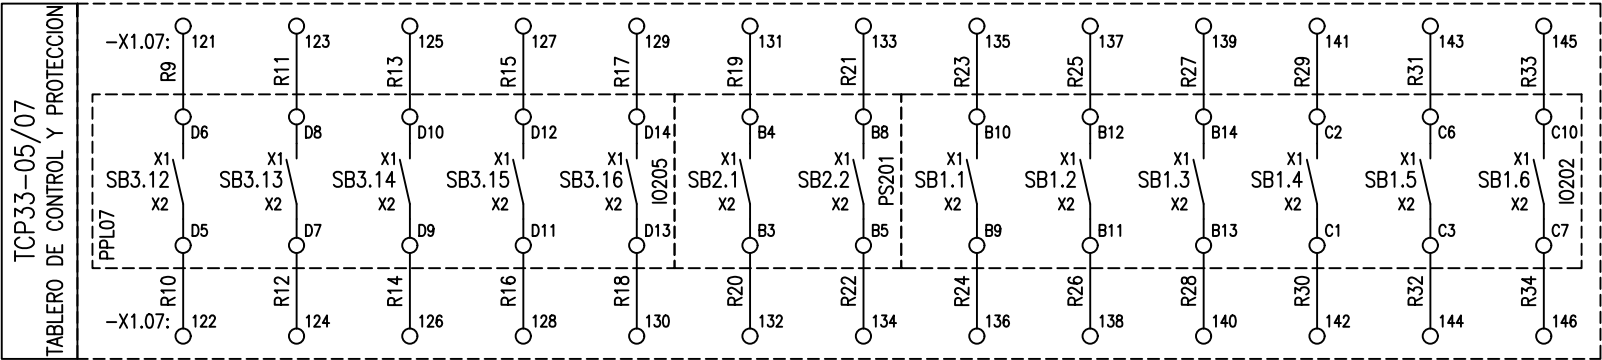 TCP33-05/07
TABLERO DE CONTROL Y PROTECCION
-X1.07: 121 123 125 127 129 131 133 135 137 139 141 143 145
R9 R11 R13 R15 R17 R19 R21 R23 R25 R27 R29 R31 R33
D6 D8 D10 D12 D14 B4 B8 B10 B12 B14 C2 C6 C10
X1 X1 X1 X1 X1 X1 X1 X1 X1 X1 X1 X1 X1
SB3.12 SB3.13 SB3.14 SB3.15 SB3.16 IO205 SB2.1 SB2.2 PS201 SB1.1 SB1.2 SB1.3 SB1.4 SB1.5 SB1.6 IO202
X2 X2 X2 X2 X2 X2 X2 X2 X2 X2 X2 X2 X2
PPL07 D5 D7 D9 D11 D13 B3 B5 B9 B11 B13 C1 C3 C7
R10 R12 R14 R16 R18 R20 R22 R24 R26 R28 R30 R32 R34
-X1.07: 122 124 126 128 130 132 134 136 138 140 142 144 146